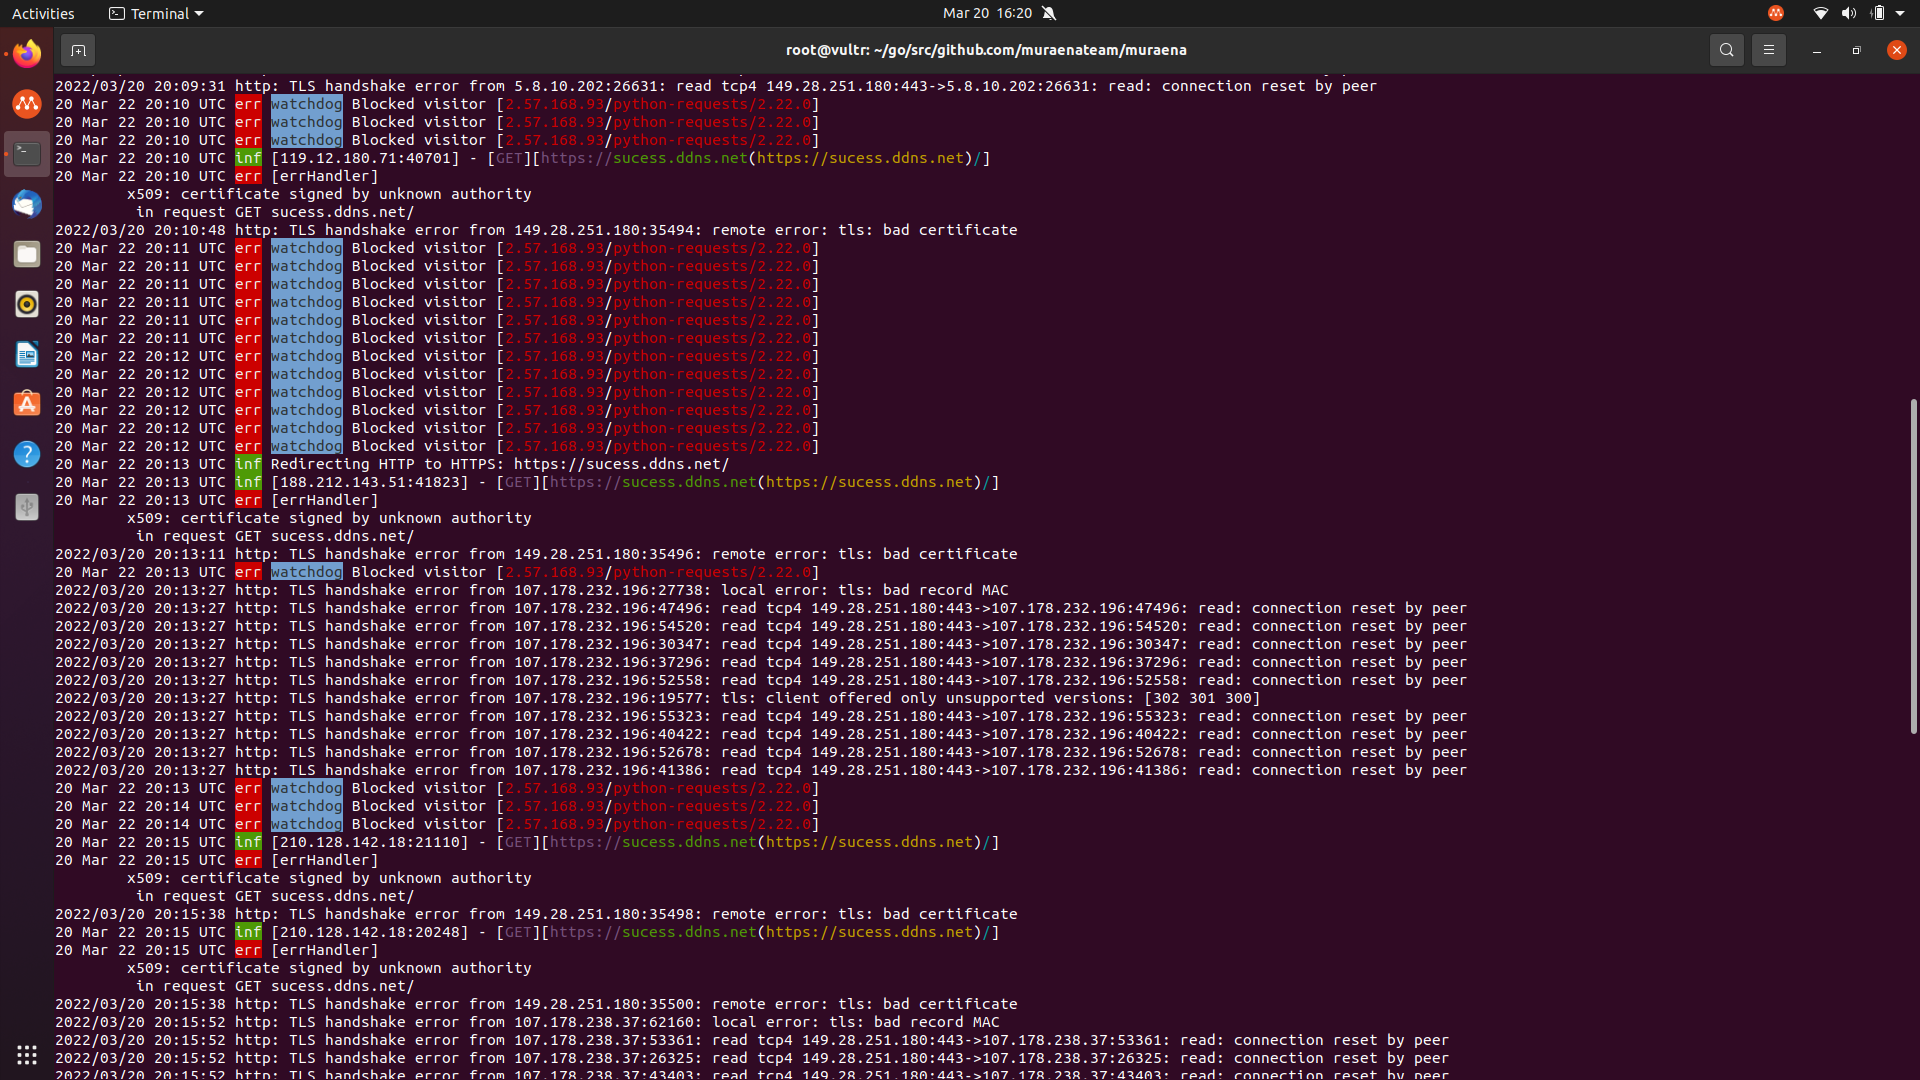 Activities
Terminal
Mar 20 16:20
root@vultr: ~/go/src/github.com/muraenateam/muraena
2022/03/20 20:09:31 http: TLS handshake error from 5.8.10.202:26631: read tcp4 149.28.251.180:443->5.8.10.202:26631: read: connection reset by peer
20 Mar 22 20:10 UTC err watchdog Blocked visitor [2.57.168.93/python-requests/2.22.0]
20 Mar 22 20:10 UTC err watchdog Blocked visitor [2.57.168.93/python-requests/2.22.0]
20 Mar 22 20:10 UTC err watchdog Blocked visitor [2.57.168.93/python-requests/2.22.0]
20 Mar 22 20:10 UTC inf [119.12.180.71:40701] - [GET][https://sucess.ddns.net(https://sucess.ddns.net)/]
20 Mar 22 20:10 UTC err [errHandler]
x509: certificate signed by unknown authority
in request GET sucess.ddns.net/
2022/03/20 20:10:48 http: TLS handshake error from 149.28.251.180:35494: remote error: tls: bad certificate
20 Mar 22 20:11 UTC err watchdog Blocked visitor [2.57.168.93/python-requests/2.22.0]
20 Mar 22 20:11 UTC err watchdog Blocked visitor [2.57.168.93/python-requests/2.22.0]
20 Mar 22 20:11 UTC err watchdog Blocked visitor [2.57.168.93/python-requests/2.22.0]
20 Mar 22 20:11 UTC err watchdog Blocked visitor [2.57.168.93/python-requests/2.22.0]
20 Mar 22 20:11 UTC err watchdog Blocked visitor [2.57.168.93/python-requests/2.22.0]
20 Mar 22 20:11 UTC err watchdog Blocked visitor [2.57.168.93/python-requests/2.22.0]
20 Mar 22 20:12 UTC err watchdog Blocked visitor [2.57.168.93/python-requests/2.22.0]
20 Mar 22 20:12 UTC err watchdog Blocked visitor [2.57.168.93/python-requests/2.22.0]
20 Mar 22 20:12 UTC err watchdog Blocked visitor [2.57.168.93/python-requests/2.22.0]
20 Mar 22 20:12 UTC err watchdog Blocked visitor [2.57.168.93/python-requests/2.22.0]
20 Mar 22 20:12 UTC err watchdog Blocked visitor [2.57.168.93/python-requests/2.22.0]
20 Mar 22 20:12 UTC err watchdog Blocked visitor [2.57.168.93/python-requests/2.22.0]
20 Mar 22 20:13 UTC inf Redirecting HTTP to HTTPS: https://sucess.ddns.net/
20 Mar 22 20:13 UTC inf [188.212.143.51:41823] - [GET][https://sucess.ddns.net(https://sucess.ddns.net)/]
20 Mar 22 20:13 UTC err [errHandler]
x509: certificate signed by unknown authority
in request GET sucess.ddns.net/
2022/03/20 20:13:11 http: TLS handshake error from 149.28.251.180:35496: remote error: tls: bad certificate
20 Mar 22 20:13 UTC err watchdog Blocked visitor [2.57.168.93/python-requests/2.22.0]
2022/03/20 20:13:27 http: TLS handshake error from 107.178.232.196:27738: local error: tls: bad record MAC
2022/03/20 20:13:27 http: TLS handshake error from 107.178.232.196:47496: read tcp4 149.28.251.180:443->107.178.232.196:47496: read: connection reset by peer
2022/03/20 20:13:27 http: TLS handshake error from 107.178.232.196:54520: read tcp4 149.28.251.180:443->107.178.232.196:54520: read: connection reset by peer
2022/03/20 20:13:27 http: TLS handshake error from 107.178.232.196:30347: read tcp4 149.28.251.180:443->107.178.232.196:30347: read: connection reset by peer
2022/03/20 20:13:27 http: TLS handshake error from 107.178.232.196:37296: read tcp4 149.28.251.180:443->107.178.232.196:37296: read: connection reset by peer
2022/03/20 20:13:27 http: TLS handshake error from 107.178.232.196:52558: read tcp4 149.28.251.180:443->107.178.232.196:52558: read: connection reset by peer
2022/03/20 20:13:27 http: TLS handshake error from 107.178.232.196:19577: tls: client offered only unsupported versions: [302 301 300]
2022/03/20 20:13:27 http: TLS handshake error from 107.178.232.196:55323: read tcp4 149.28.251.180:443->107.178.232.196:55323: read: connection reset by peer
2022/03/20 20:13:27 http: TLS handshake error from 107.178.232.196:40422: read tcp4 149.28.251.180:443->107.178.232.196:40422: read: connection reset by peer
2022/03/20 20:13:27 http: TLS handshake error from 107.178.232.196:52678: read tcp4 149.28.251.180:443->107.178.232.196:52678: read: connection reset by peer
2022/03/20 20:13:27 http: TLS handshake error from 107.178.232.196:41386: read tcp4 149.28.251.180:443->107.178.232.196:41386: read: connection reset by peer
20 Mar 22 20:13 UTC err watchdog Blocked visitor [2.57.168.93/python-requests/2.22.0]
20 Mar 22 20:14 UTC err watchdog Blocked visitor [2.57.168.93/python-requests/2.22.0]
20 Mar 22 20:14 UTC err watchdog Blocked visitor [2.57.168.93/python-requests/2.22.0]
20 Mar 22 20:15 UTC inf [210.128.142.18:21110] - [GET][https://sucess.ddns.net(https://sucess.ddns.net)/]
20 Mar 22 20:15 UTC err [errHandler]
x509: certificate signed by unknown authority
in request GET sucess.ddns.net/
2022/03/20 20:15:38 http: TLS handshake error from 149.28.251.180:35498: remote error: tls: bad certificate
20 Mar 22 20:15 UTC inf [210.128.142.18:20248] - [GET][https://sucess.ddns.net(https://sucess.ddns.net)/]
20 Mar 22 20:15 UTC err [errHandler]
x509: certificate signed by unknown authority
in request GET sucess.ddns.net/
2022/03/20 20:15:38 http: TLS handshake error from 149.28.251.180:35500: remote error: tls: bad certificate
2022/03/20 20:15:52 http: TLS handshake error from 107.178.238.37:62160: local error: tls: bad record MAC
2022/03/20 20:15:52 http: TLS handshake error from 107.178.238.37:53361: read tcp4 149.28.251.180:443->107.178.238.37:53361: read: connection reset by peer
2022/03/20 20:15:52 http: TLS handshake error from 107.178.238.37:26325: read tcp4 149.28.251.180:443->107.178.238.37:26325: read: connection reset by peer
2022/03/20 20:15:52 http: TLS handshake error from 107.178.238.37:43403: read tcp4 149.28.251.180:443->107.178.238.37:43403: read: connection reset by peer